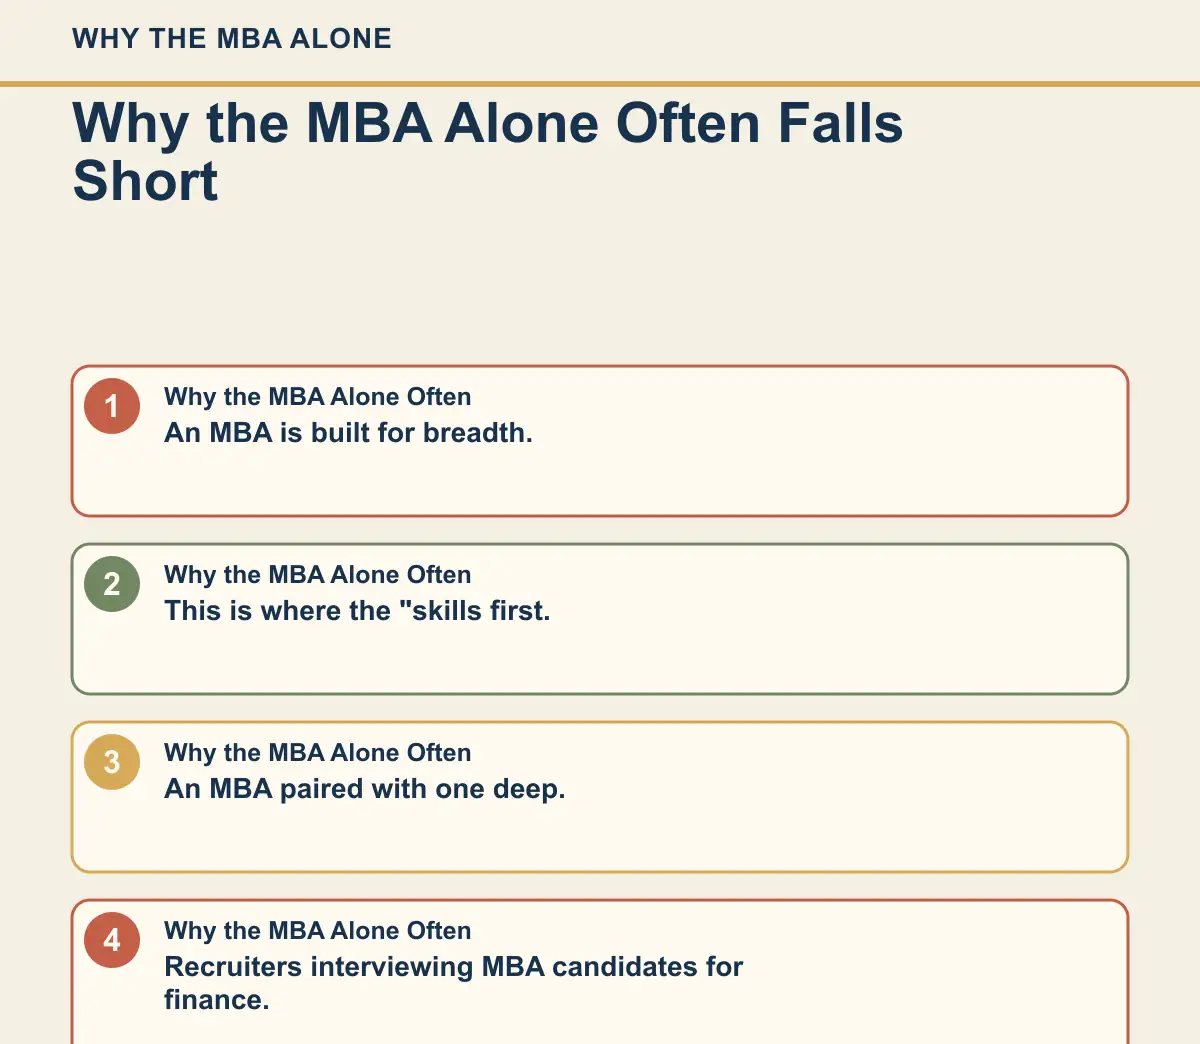 WHY THE MBA ALONE
Why the MBA Alone Often Falls
Short
1
Why the MBA Alone Often
An MBA is built for breadth.
2
Why the MBA Alone Often
This is where the "skills first.
3
Why the MBA Alone Often
An MBA paired with one deep.
4
Why the MBA Alone Often
Recruiters interviewing MBA candidates for
finance.